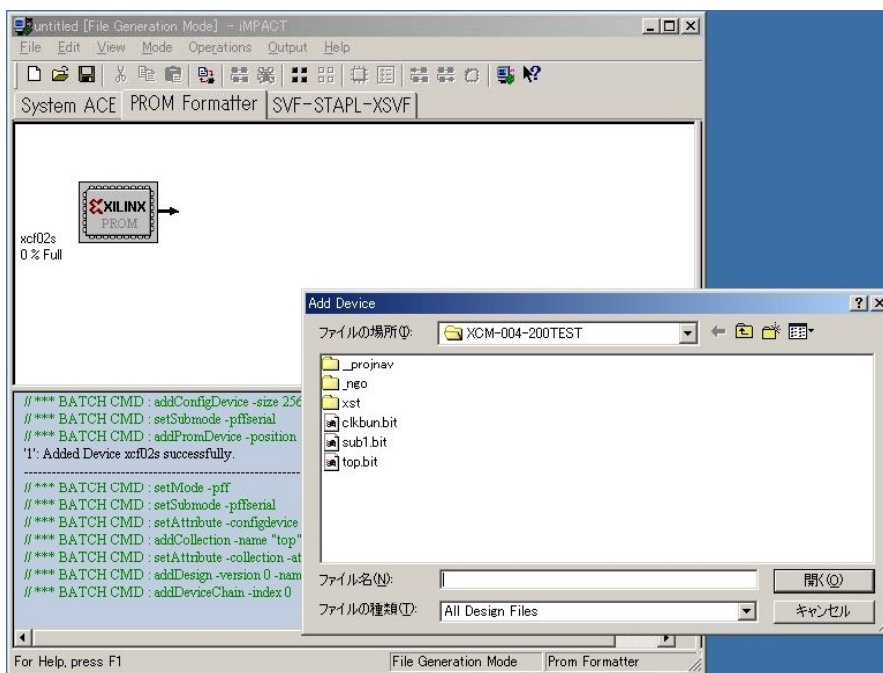 untitled [File Generation Mode] - iMPACT
File Edit View Mode Operations Output Help
System ACE PROM Formatter SVF-STAPL-XSVF
XILINX
PROM
xcf02s
0 % Full
Add Device
ファイルの場所(I):
XCM-004-200TEST
__projnav
_ngo
xst
clkbun.bit
sub1.bit
top.bit
ファイル名(N):
開く(O)
ファイルの種類(T):
All Design Files
キャンセル
// *** BATCH CMD : addConfigDevice -size 256
// *** BATCH CMD : setSubmode -pffserial
// *** BATCH CMD : addPromDevice -position
'1': Added Device xcf02s successfully.
// *** BATCH CMD : setMode -pff
// *** BATCH CMD : setSubmode -pffserial
// *** BATCH CMD : setAttribute -configdevice
// *** BATCH CMD : addCollection -name "top"
// *** BATCH CMD : setAttribute -collection -at
// *** BATCH CMD : addDesign -version 0 -nam
// *** BATCH CMD : addDeviceChain -index 0
For Help, press F1
File Generation Mode
Prom Formatter